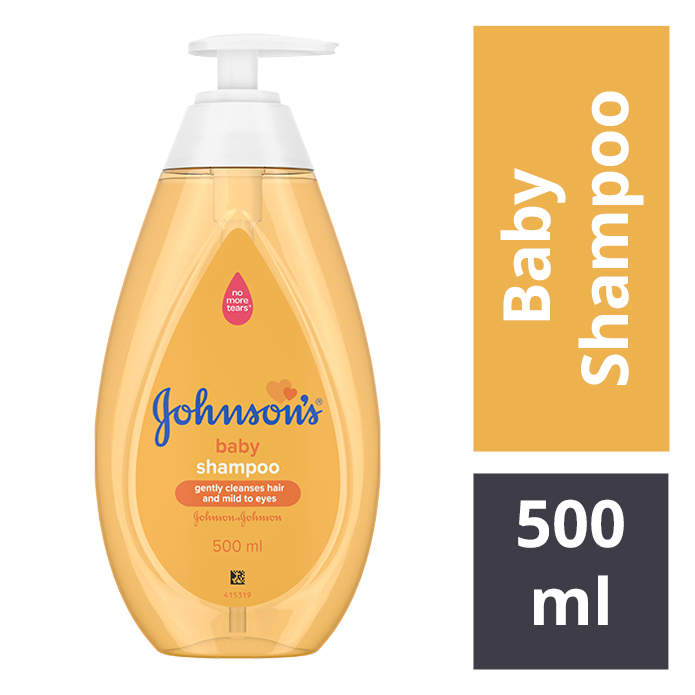 no
more
tears®
Johnson's®
baby
shampoo
gently cleanses hair
and mild to eyes
Johnson & Johnson
500 ml
415319
Baby
Shampoo
500
ml